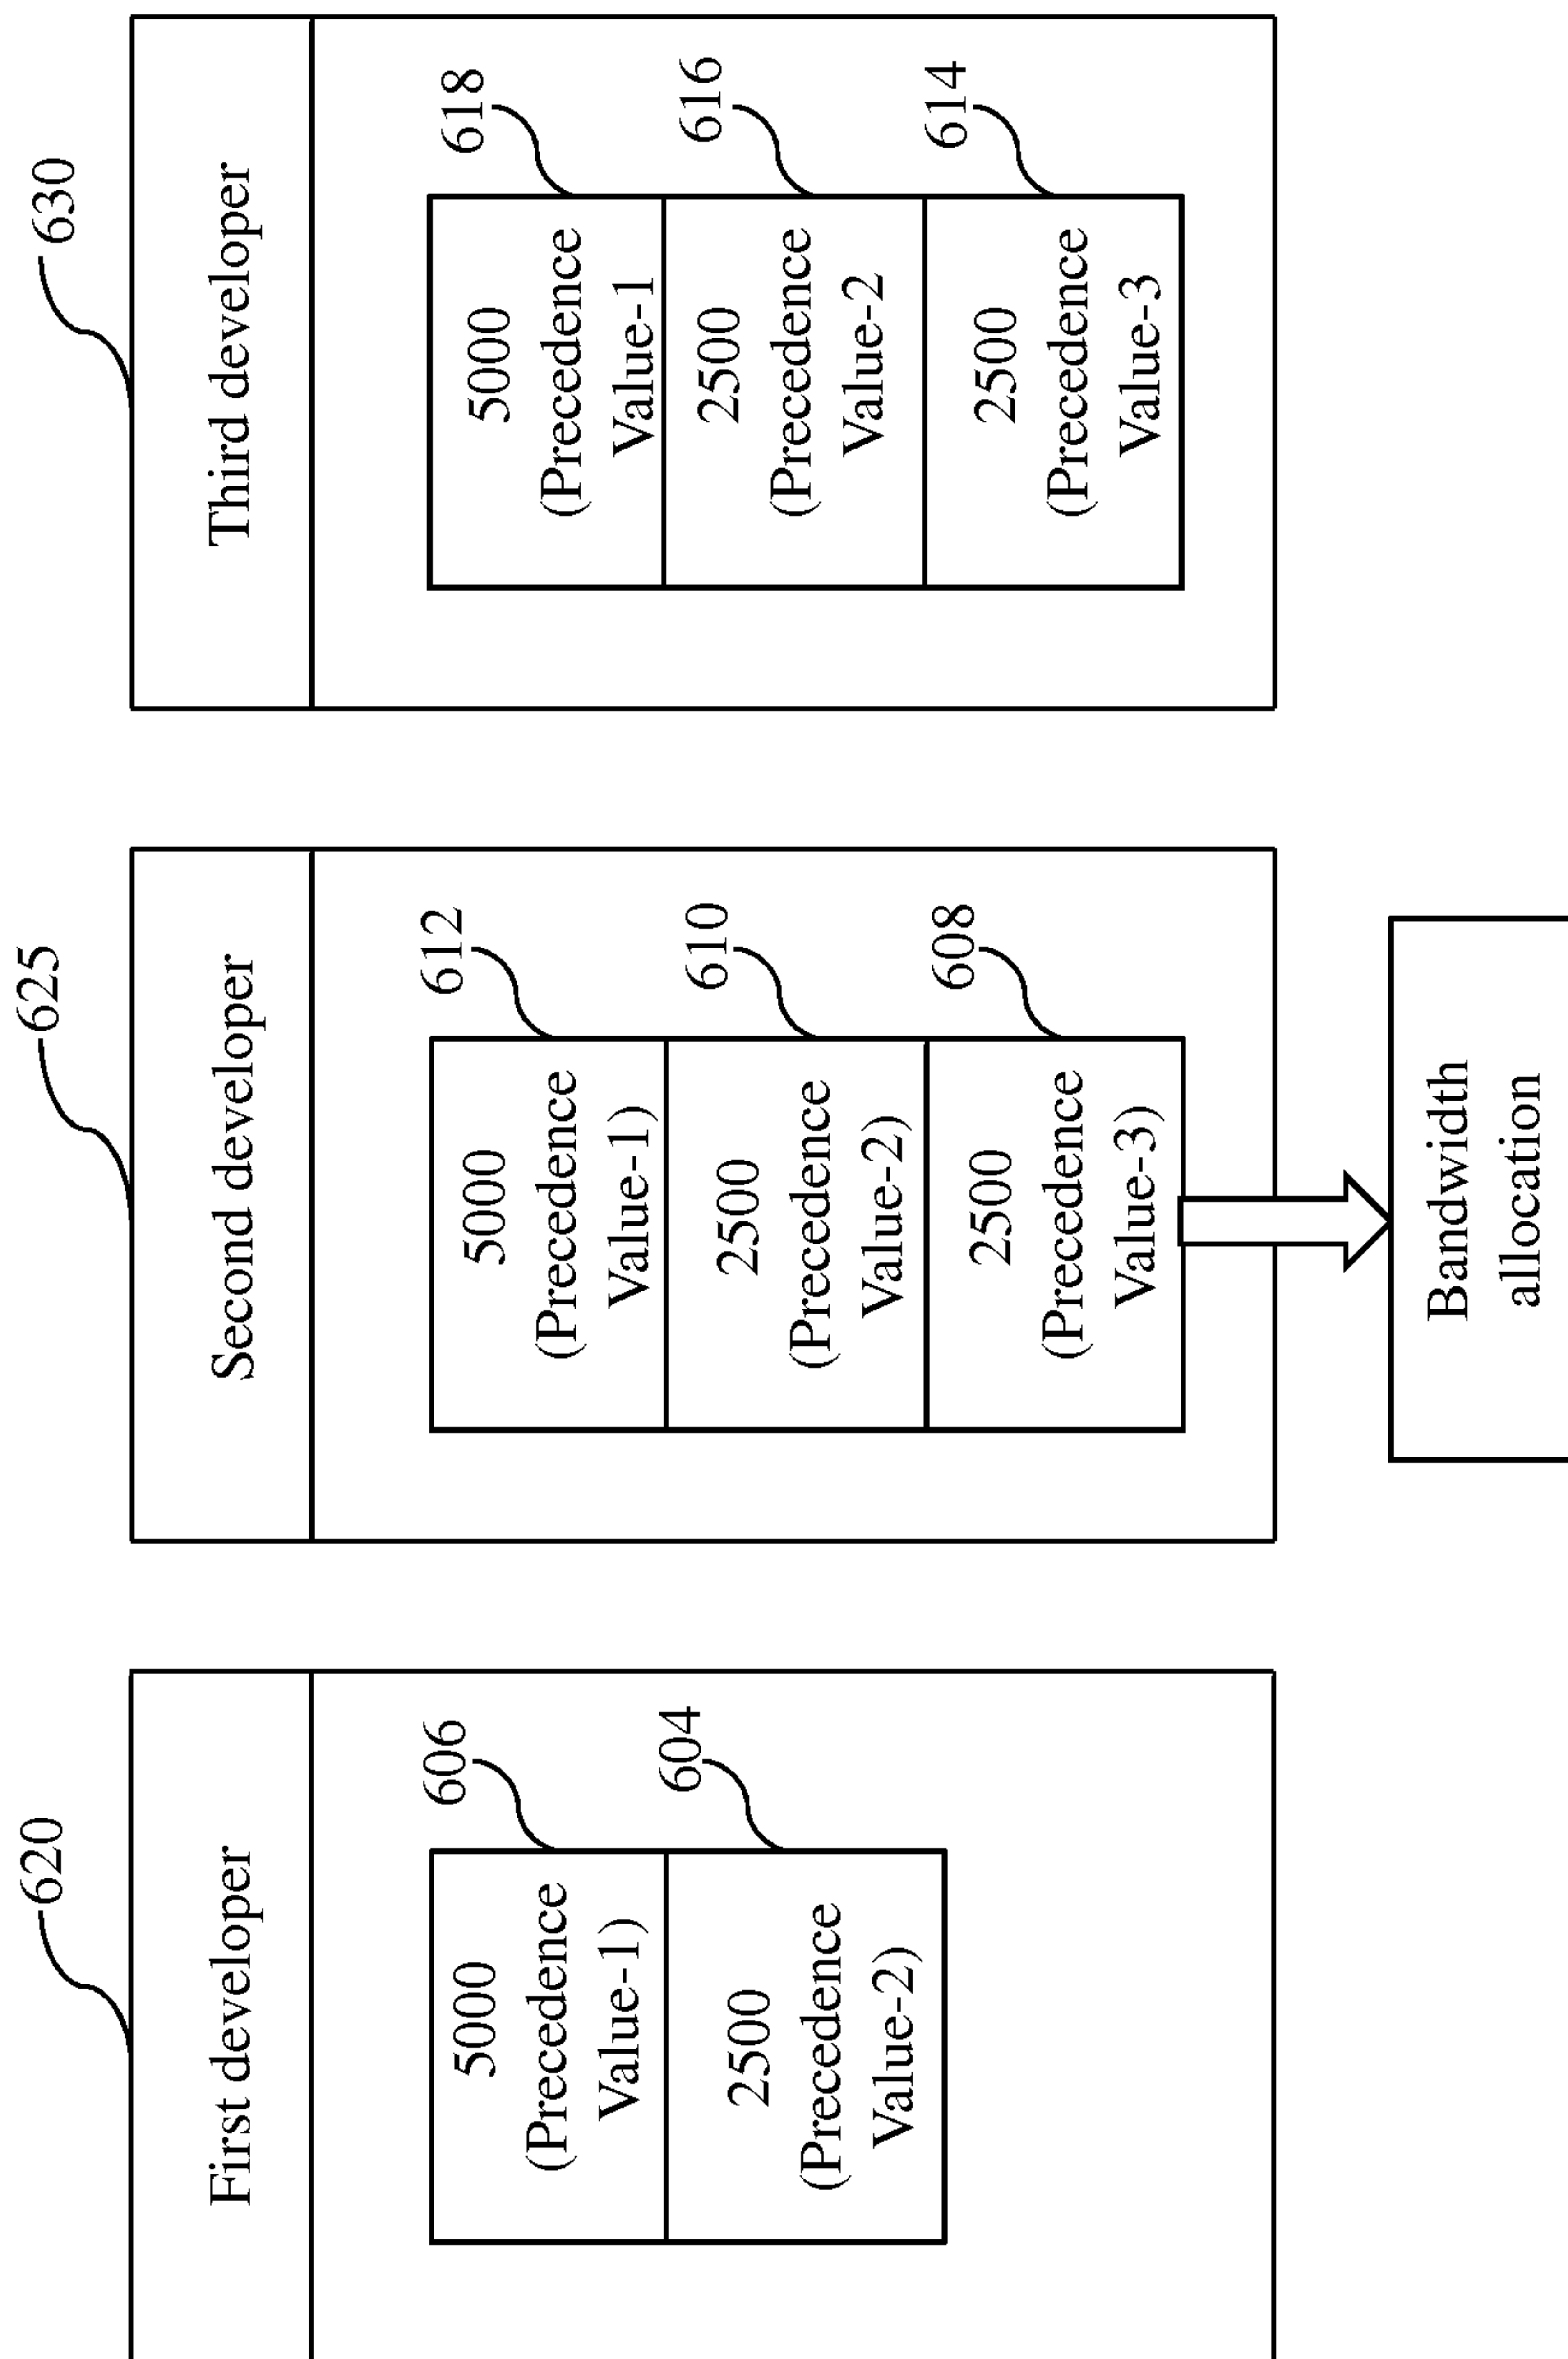 620
First developer
5000
(Precedence
Value-1)
606
2500
(Precedence
Value-2)
604
625
Second developer
5000
(Precedence
Value-1)
612
2500
(Precedence
Value-2)
610
2500
(Precedence
Value-3)
608
Bandwidth
allocation
630
Third developer
5000
(Precedence
Value-1
618
2500
(Precedence
Value-2
616
2500
(Precedence
Value-3
614